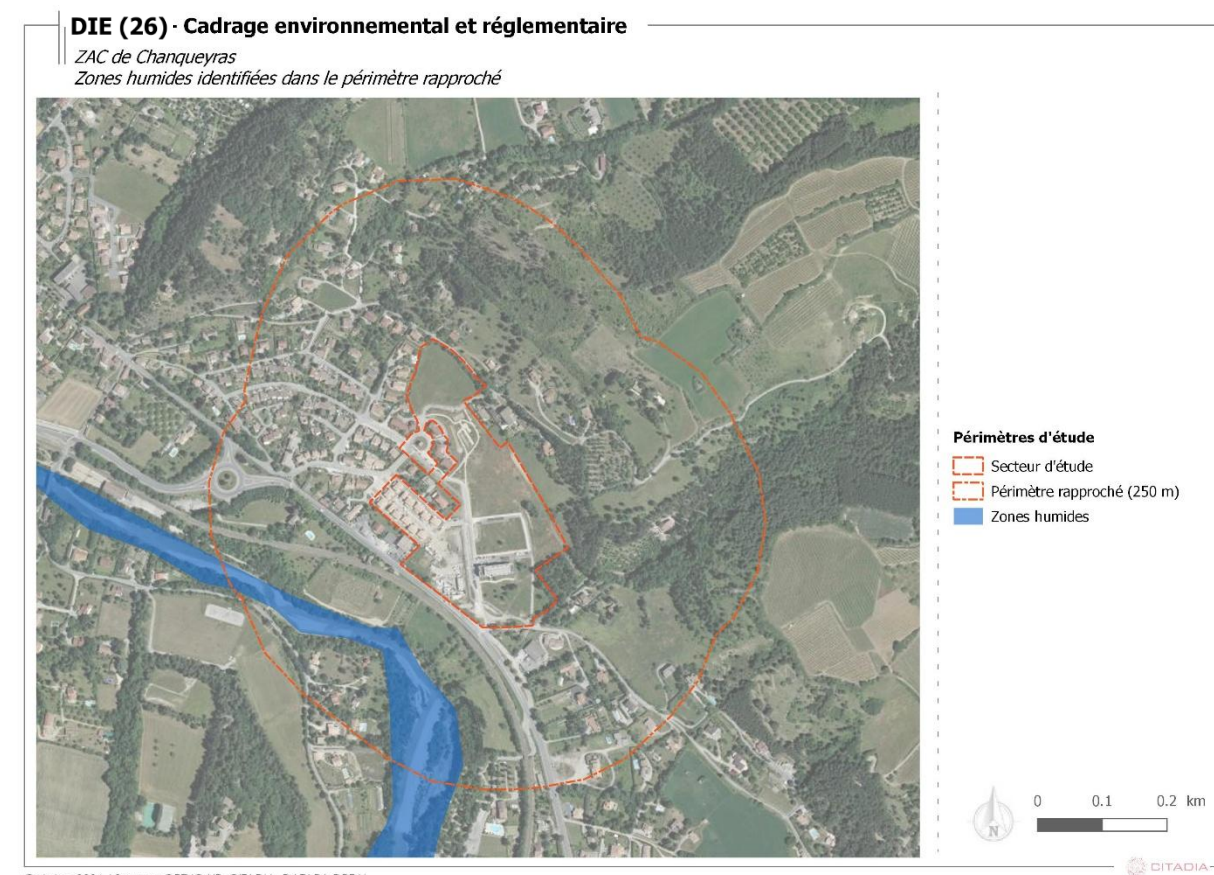 DIE (26) - Cadrage environnemental et réglementaire
ZAC de Chanqueyras
Zones humides identifiées dans le périmètre rapproché
Périmètres d'étude
Secteur d'étude
Périmètre rapproché (250 m)
Zones humides
N
0 0.1 0.2 km
CITADIA